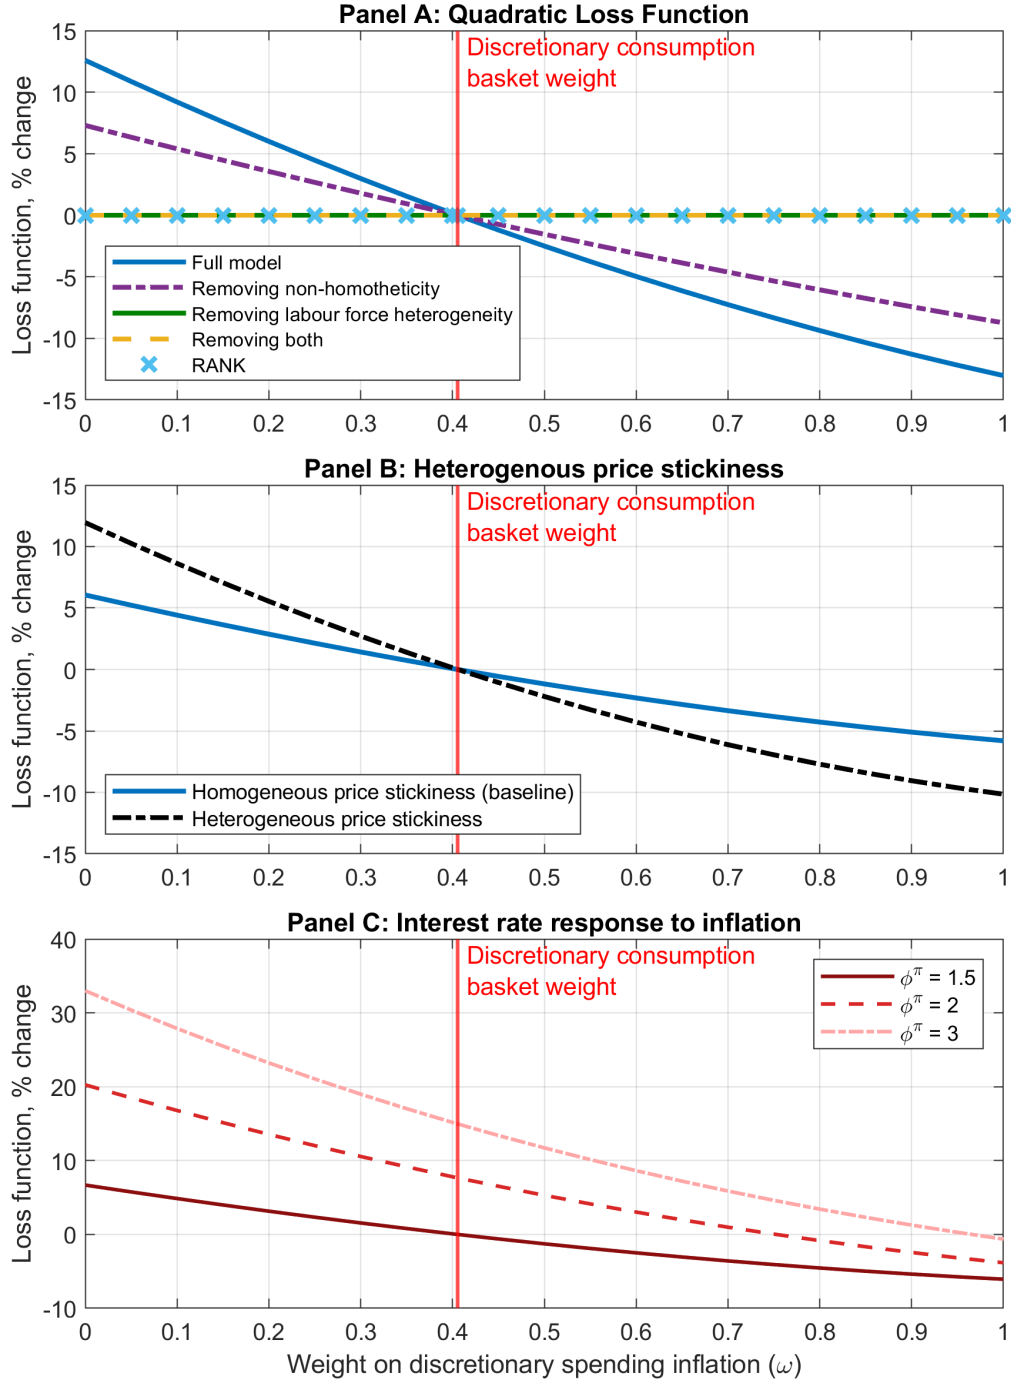 Panel A: Quadratic Loss Function
Loss function, % change
15
10
5
0
-5
-10
-15
Discretionary consumption
basket weight
Full model
Removing non-homotheticity
Removing labour force heterogeneity
Removing both
RANK
0 0.1 0.2 0.3 0.4 0.5 0.6 0.7 0.8 0.9 1
Panel B: Heterogenous price stickiness
Loss function, % change
15
10
5
0
-5
-10
-15
Discretionary consumption
basket weight
Homogeneous price stickiness (baseline)
Heterogeneous price stickiness
0 0.1 0.2 0.3 0.4 0.5 0.6 0.7 0.8 0.9 1
Panel C: Interest rate response to inflation
Loss function, % change
40
30
20
10
0
-10
Discretionary consumption
basket weight
ϕ^π = 1.5
ϕ^π = 2
ϕ^π = 3
0 0.1 0.2 0.3 0.4 0.5 0.6 0.7 0.8 0.9 1
Weight on discretionary spending inflation (ω)